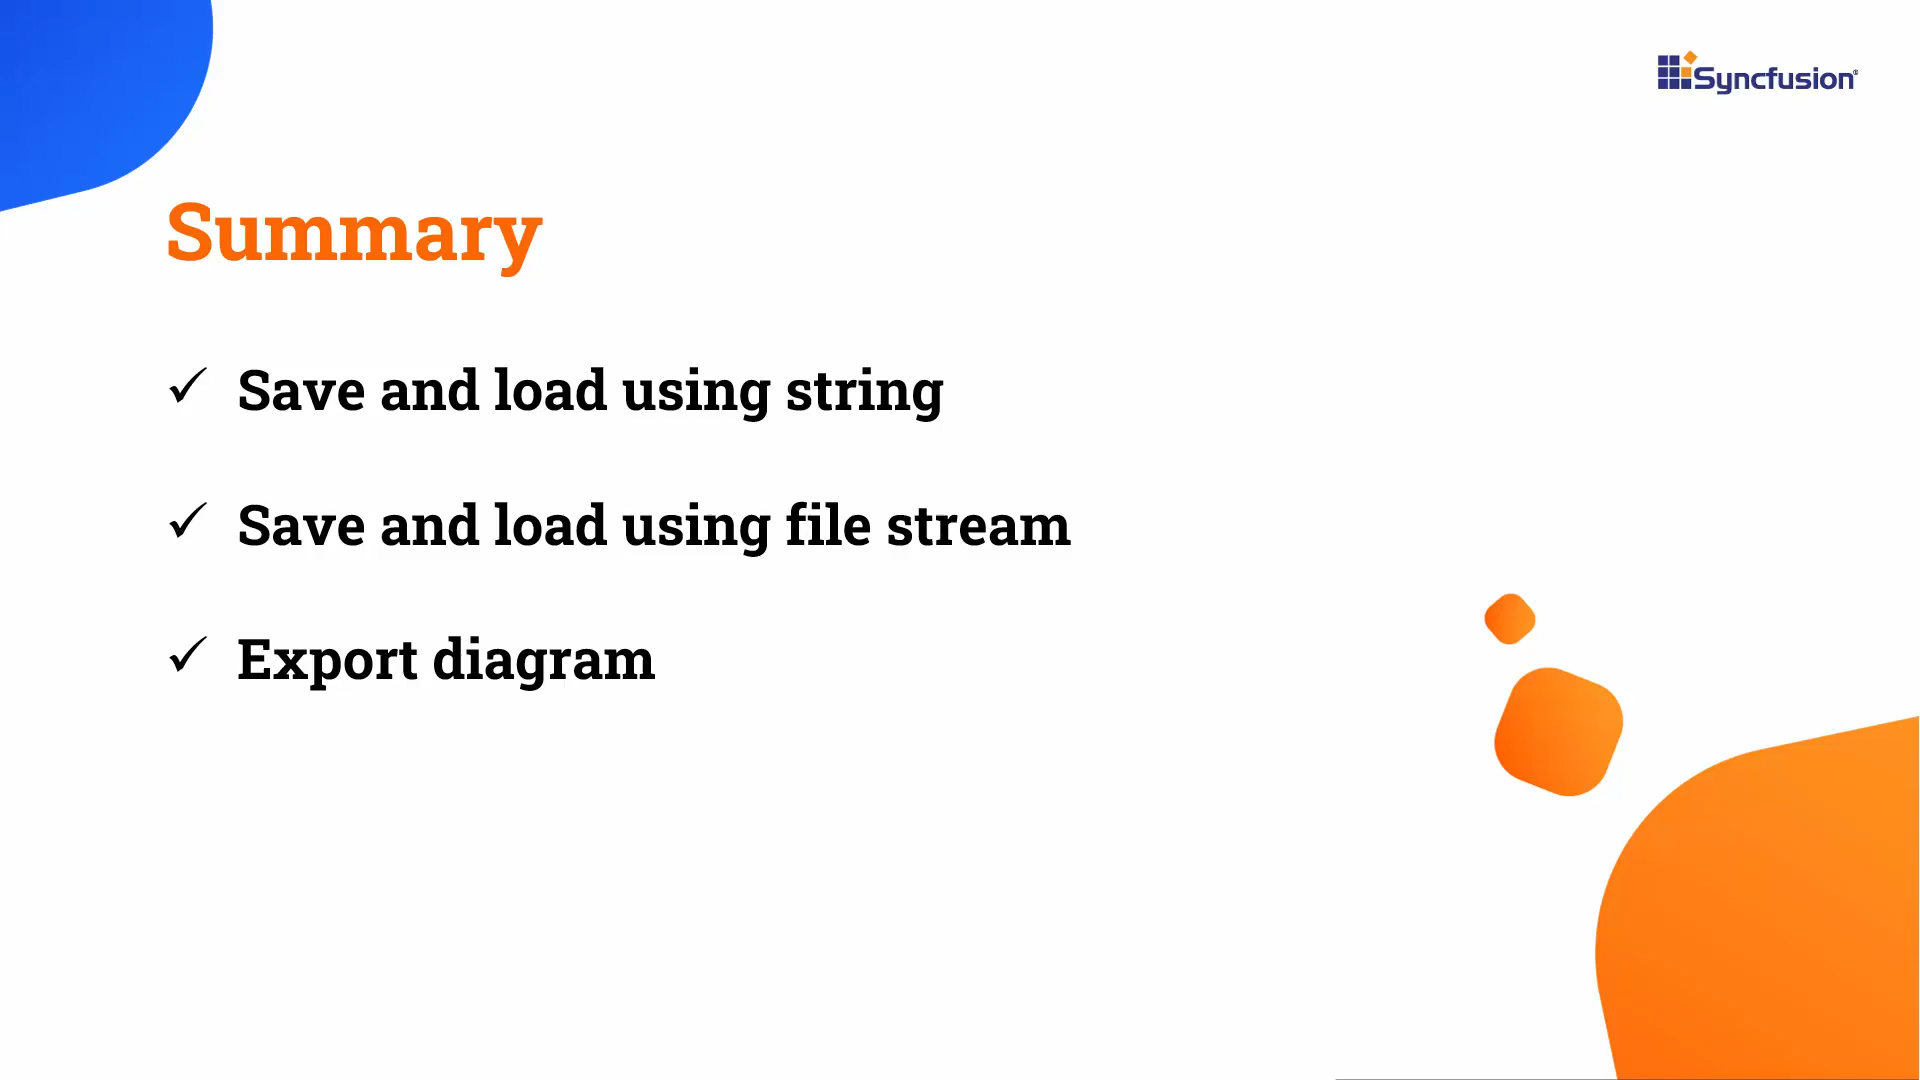 Syncfusion®
Summary
✓ Save and load using string
✓ Save and load using file stream
✓ Export diagram